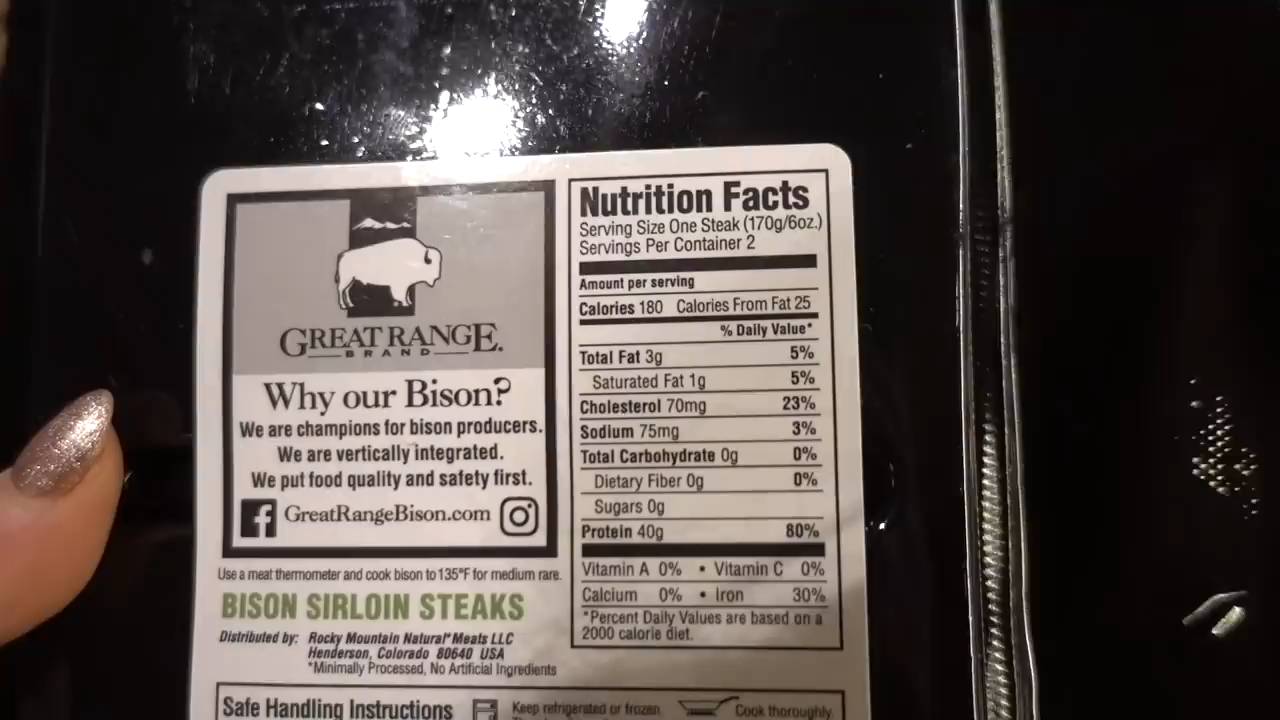 GREAT RANGE.
BRAND
Why our Bison?
We are champions for bison producers.
We are vertically integrated.
We put food quality and safety first.
GreatRangeBison.com
Use a meat thermometer and cook bison to 135°F for medium rare.
BISON SIRLOIN STEAKS
Distributed by: Rocky Mountain Natural* Meats LLC
Henderson, Colorado 80640 USA
*Minimally Processed, No Artificial Ingredients
Nutrition Facts
Serving Size One Steak (170g/6oz.)
Servings Per Container 2
Amount per serving
Calories 180 Calories From Fat 25
% Daily Value*
Total Fat 3g 5%
Saturated Fat 1g 5%
Cholesterol 70mg 23%
Sodium 75mg 3%
Total Carbohydrate 0g 0%
Dietary Fiber 0g 0%
Sugars 0g
Protein 40g 80%
Vitamin A 0% • Vitamin C 0%
Calcium 0% • Iron 30%
*Percent Daily Values are based on a
2000 calorie diet.
Safe Handling Instructions
Keep refrigerated or frozen.
Cook thoroughly.